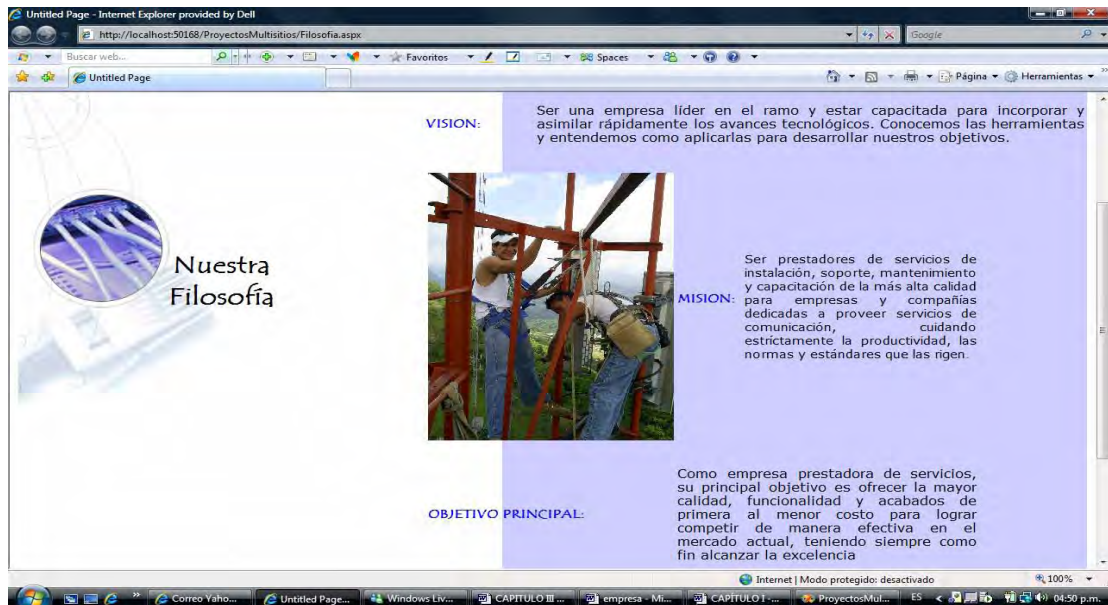 Untitled Page - Internet Explorer provided by Dell
http://localhost:50168/ProyectosMultisitios/Filosofia.aspx
Google
Buscar web...
Favoritos
Spaces
Untitled Page
Página
Herramientas
VISION:
Ser una empresa líder en el ramo y estar capacitada para incorporar y
asimilar rápidamente los avances tecnológicos. Conocemos las herramientas
y entendemos como aplicarlas para desarrollar nuestros objetivos.
Nuestra
Filosofía
MISION:
Ser prestadores de servicios de
instalación, soporte, mantenimiento
y capacitación de la más alta calidad
para empresas y compañías
dedicadas a proveer servicios de
comunicación, cuidando
estrictamente la productividad, las
normas y estándares que las rigen.
OBJETIVO PRINCIPAL:
Como empresa prestadora de servicios,
su principal objetivo es ofrecer la mayor
calidad, funcionalidad y acabados de
primera al menor costo para lograr
competir de manera efectiva en el
mercado actual, teniendo siempre como
fin alcanzar la excelencia
Internet | Modo protegido: desactivado
100%
Correo Yaho...
Untitled Page...
Windows Liv...
CAPITULO III ...
empresa - Mi...
CAPÍTULO I -...
ProyectosMul...
ES
04:50 p.m.